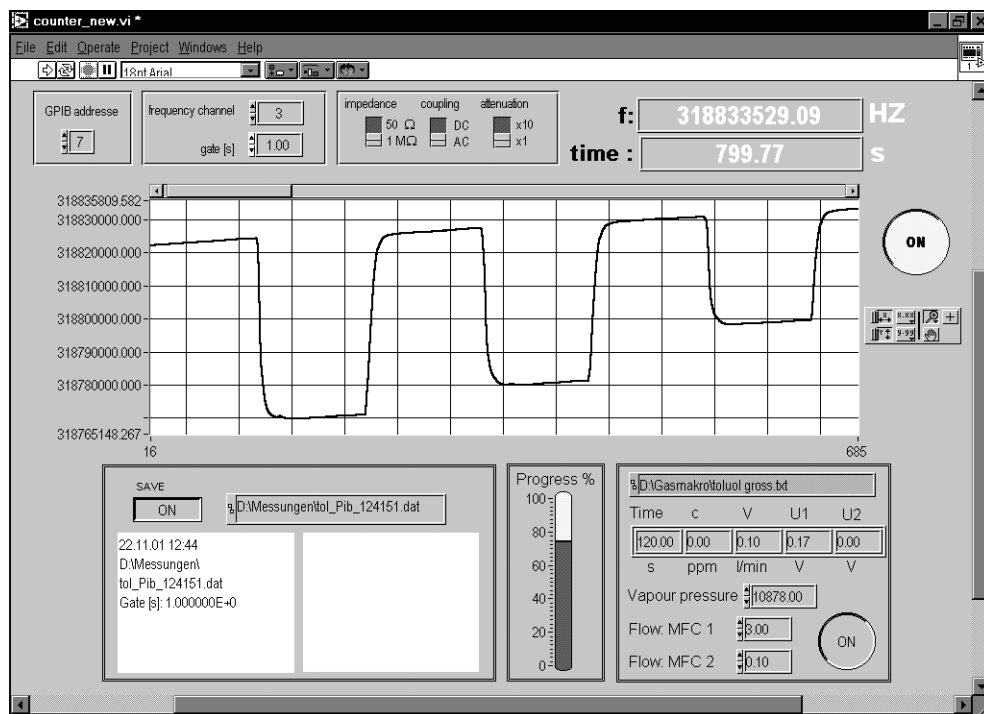 counter_new.vi *
File Edit Operate Project Windows Help
18pt Arial
1
GPIB addresse
7
frequency channel 3
gate [s] 1.00
impedance coupling attenuation
50 Ω DC x10
1 MΩ AC x1
f: 318833529.09 HZ
time : 799.77 s
318835809.582
318830000.000
318820000.000
318810000.000
318800000.000
318790000.000
318780000.000
318765148.267
16 685
ON
X X.XX
Y Y.YY
SAVE
ON
D:\Messungen\tol_Pib_124151.dat
22.11.01 12:44
D:\Messungen\
tol_Pib_124151.dat
Gate [s]: 1.000000E+0
Progress %
100
80
60
40
20
0
D:\Gasmakro\toluol gross.txt
Time c V U1 U2
120.00 0.00 0.10 0.17 0.00
s ppm l/min V V
Vapour pressure 10878.00
Flow: MFC 1 3.00
Flow: MFC 2 0.10
ON